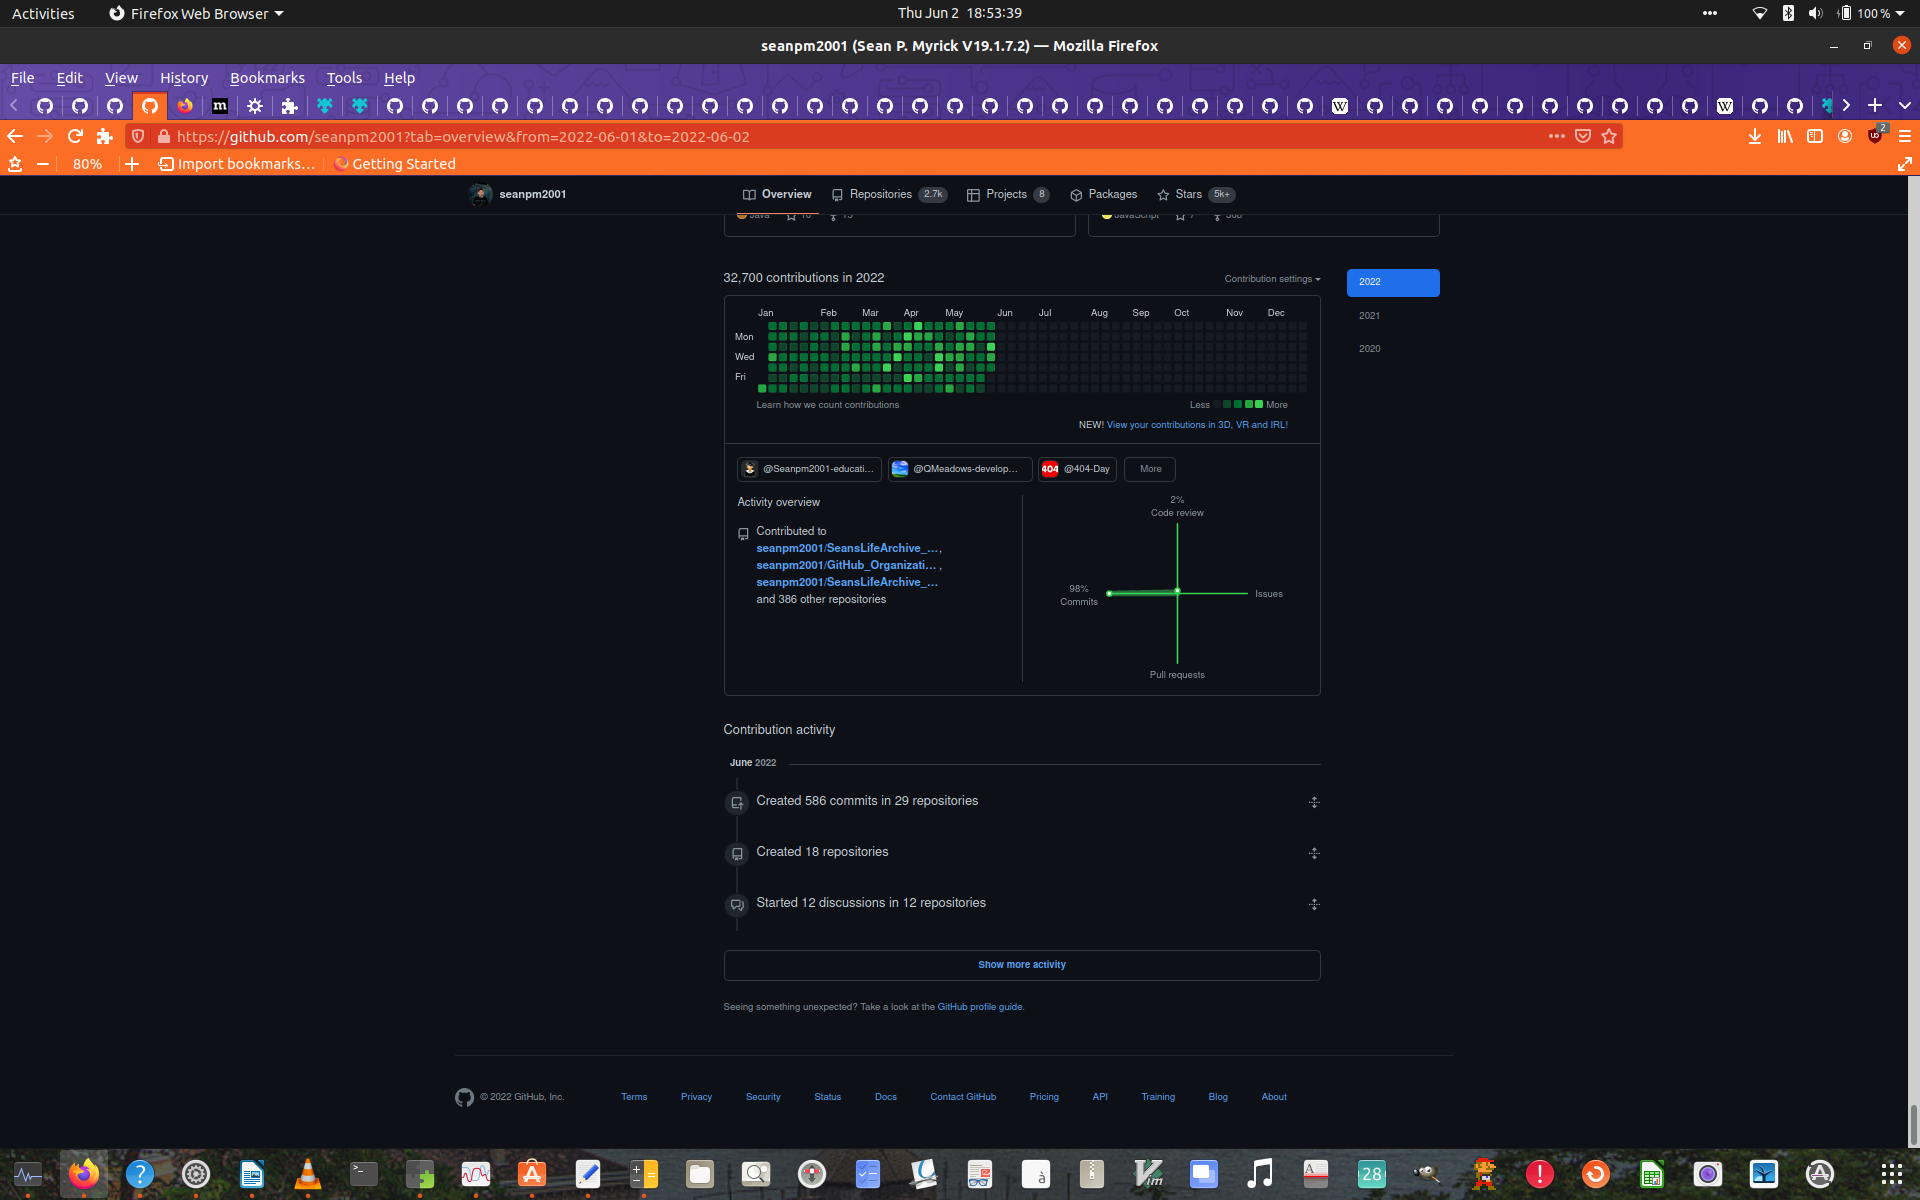 Activities
Firefox Web Browser
Thu Jun 2 18:53:39
100 %
seanpm2001 (Sean P. Myrick V19.1.7.2) — Mozilla Firefox
File Edit View History Bookmarks Tools Help
https://github.com/seanpm2001?tab=overview&from=2022-06-01&to=2022-06-02
2
80%
Import bookmarks...
Getting Started
seanpm2001
Overview
Repositories 2.7k
Projects 8
Packages
Stars 5k+
Java
JavaScript
32,700 contributions in 2022
Contribution settings
2022
2021
2020
Jan Feb Mar Apr May Jun Jul Aug Sep Oct Nov Dec
Mon
Wed
Fri
Learn how we count contributions
Less
More
NEW! View your contributions in 3D, VR and IRL!
@Seanpm2001-educati...
@QMeadows-develop...
404 @404-Day
More
Activity overview
Contributed to
seanpm2001/SeansLifeArchive_...,
seanpm2001/GitHub_Organizati... ,
seanpm2001/SeansLifeArchive_...
and 386 other repositories
2%
Code review
98%
Commits
Issues
Pull requests
Contribution activity
June 2022
Created 586 commits in 29 repositories
Created 18 repositories
Started 12 discussions in 12 repositories
Show more activity
Seeing something unexpected? Take a look at the GitHub profile guide.
© 2022 GitHub, Inc.
Terms
Privacy
Security
Status
Docs
Contact GitHub
Pricing
API
Training
Blog
About
28